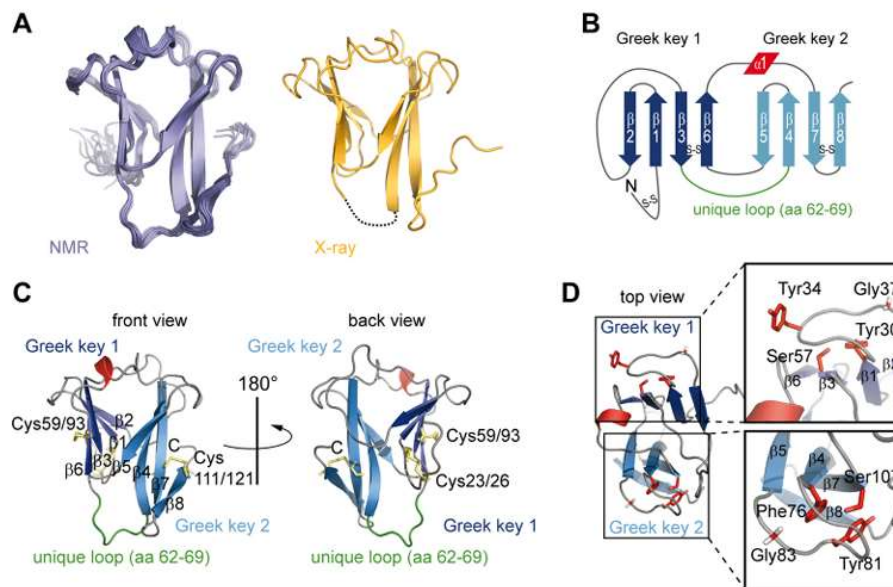 A
NMR
X-ray
B
Greek key 1
Greek key 2
α1
β2
β1
β3
β6
β5
β4
β7
β8
S-S
S-S
N
S-S
unique loop (aa 62-69)
C
front view
back view
Greek key 1
Greek key 2
180°
Cys59/93
β2
β1
β3
β6
β5
β4
β7
β8
C
Cys
111/121
Greek key 2
unique loop (aa 62-69)
C
Cys59/93
Cys23/26
Greek key 1
unique loop (aa 62-69)
D
top view
Greek key 1
Greek key 2
Tyr34
Gly37
Tyr30
Ser57
β6
β3
β1
β5
β4
β7
Ser107
Phe76
β8
Gly83
Tyr81